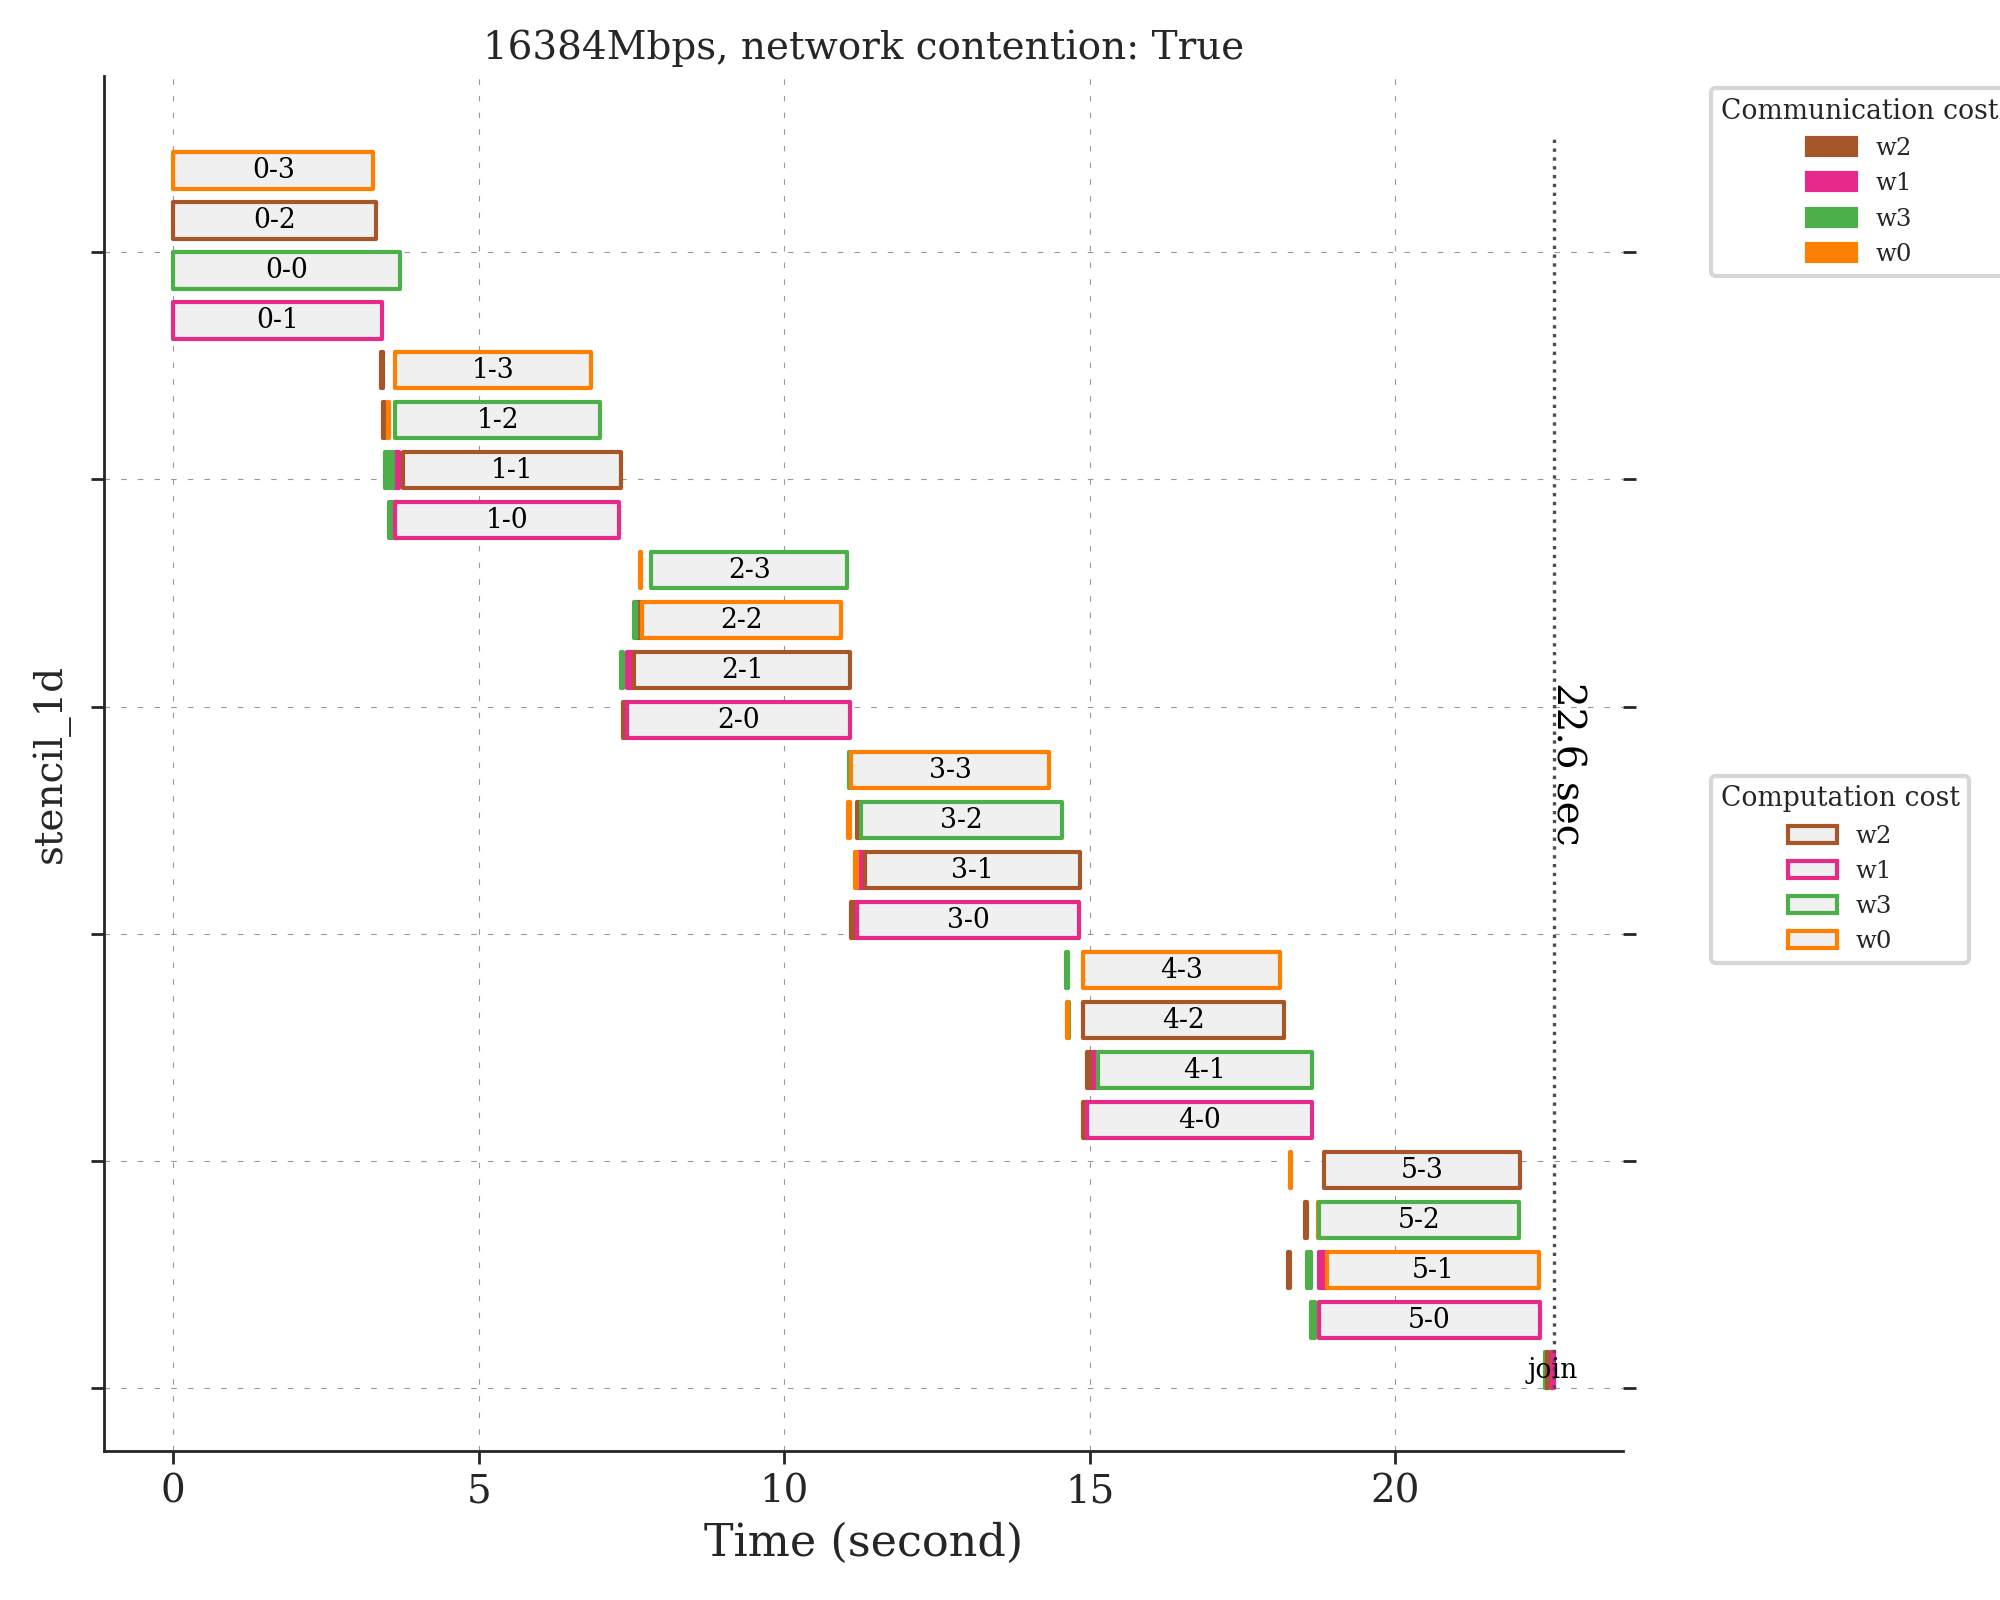 16384Mbps, network contention: True
Communication cost
w2
w1
w3
w0
0-3
0-2
0-0
0-1
1-3
1-2
1-1
1-0
2-3
2-2
2-1
2-0
3-3
3-2
3-1
3-0
4-3
4-2
4-1
4-0
5-3
5-2
5-1
5-0
join
22.6 sec
stencil_1d
Computation cost
w2
w1
w3
w0
0
5
10
15
20
Time (second)